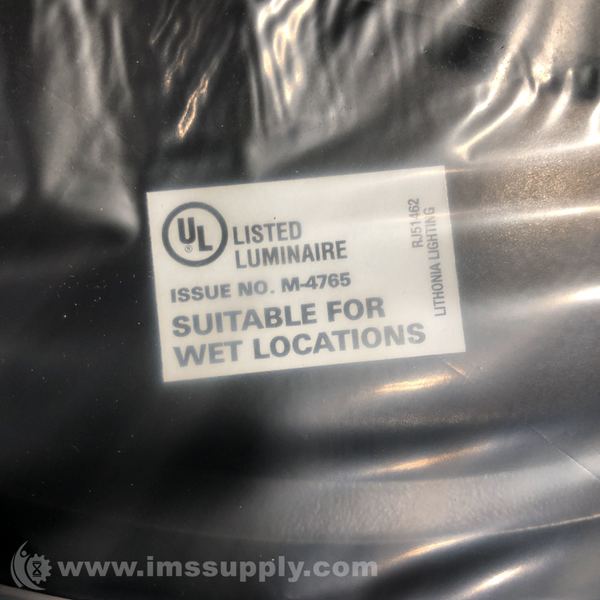 UL
®
LISTED
LUMINAIRE
ISSUE NO. M-4765
SUITABLE FOR
WET LOCATIONS
RJ51462
LITHONIA LIGHTING
www.imssupply.com